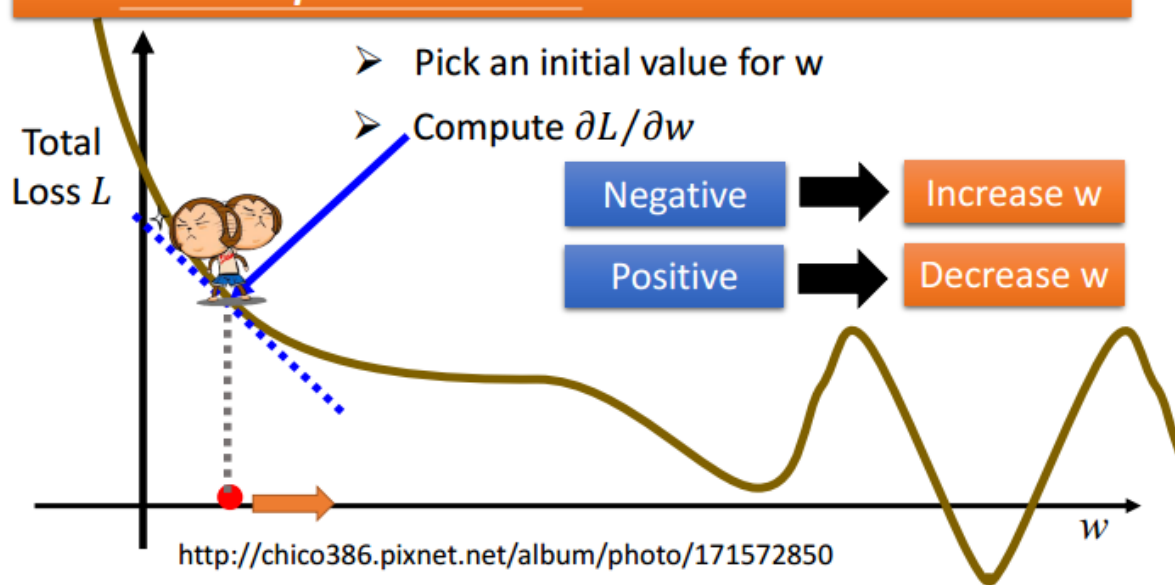 ➢ Pick an initial value for w
➢ Compute ∂L/∂w
Total
Loss L
Negative
Increase w
Positive
Decrease w
w
http://chico386.pixnet.net/album/photo/171572850